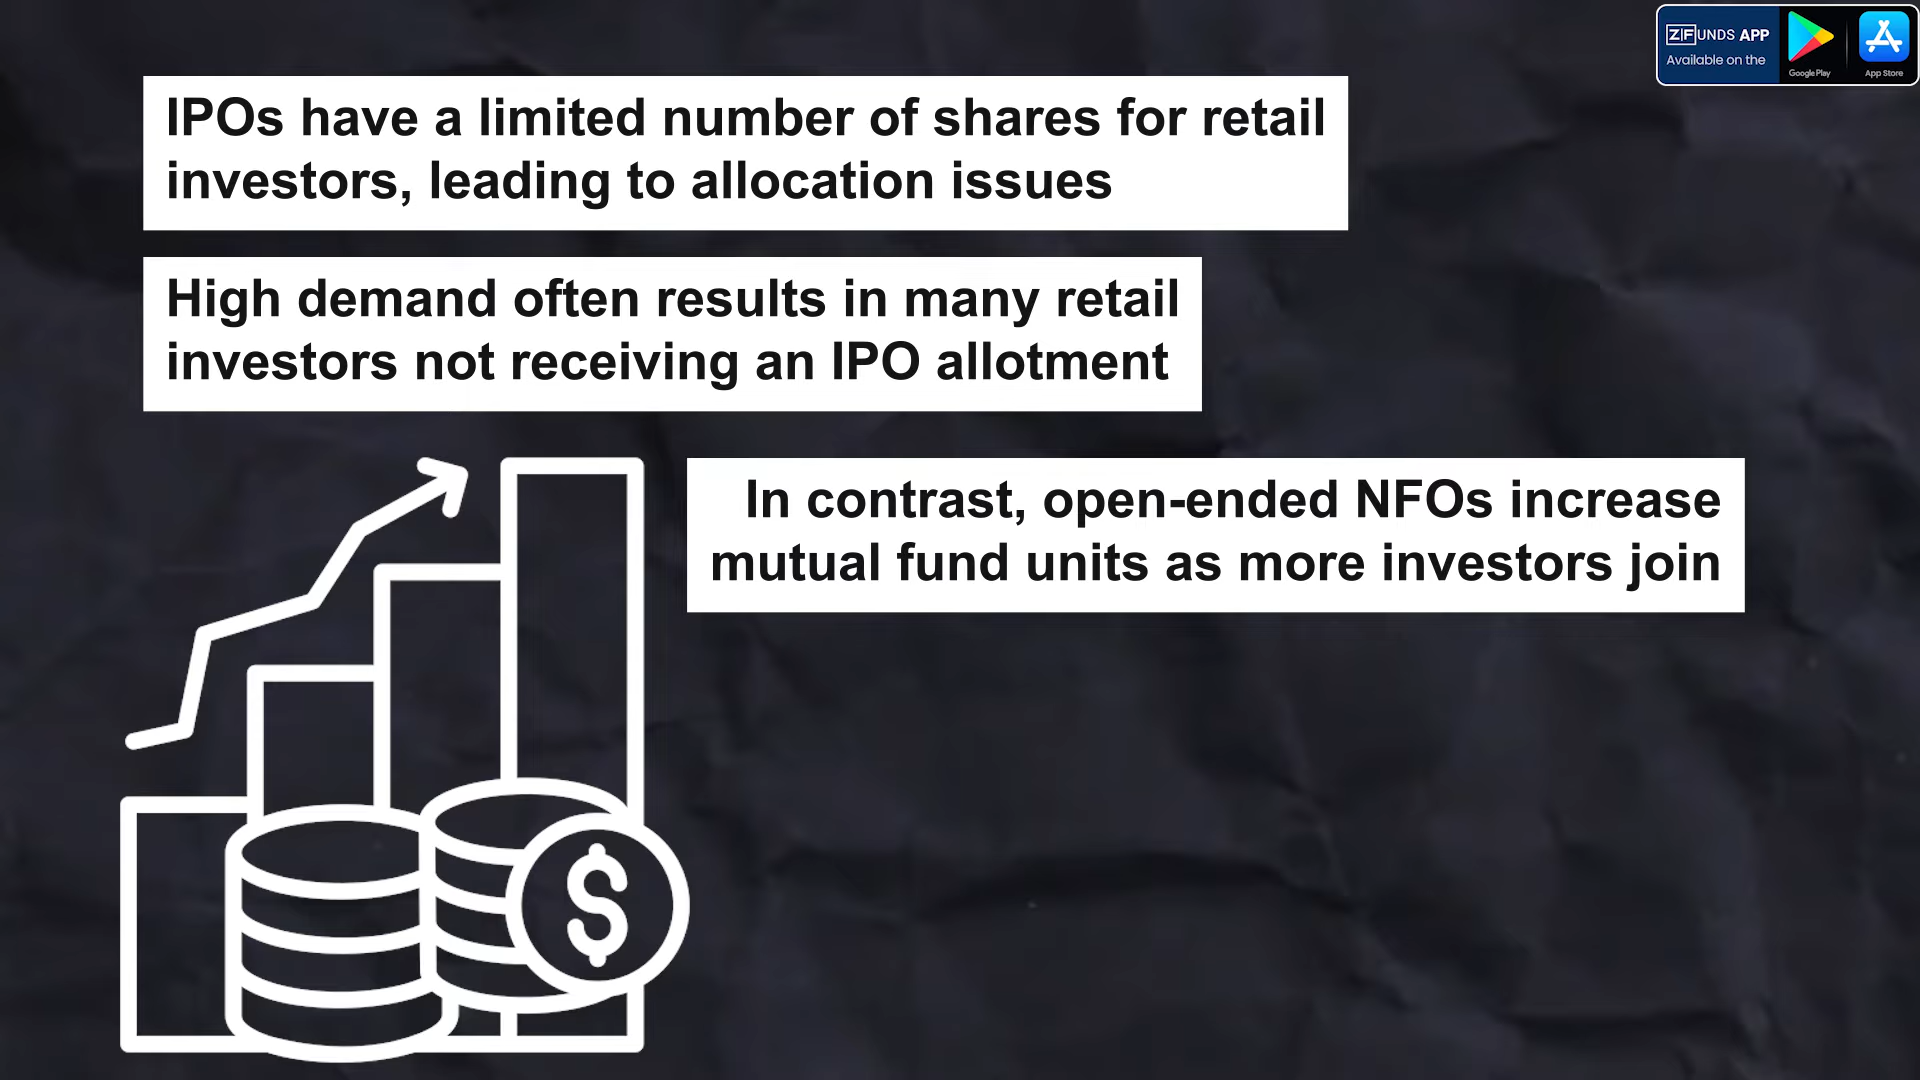 ZFUNDS APP
Available on the
Google Play
App Store
IPOs have a limited number of shares for retail
investors, leading to allocation issues
High demand often results in many retail
investors not receiving an IPO allotment
In contrast, open-ended NFOs increase
mutual fund units as more investors join
$